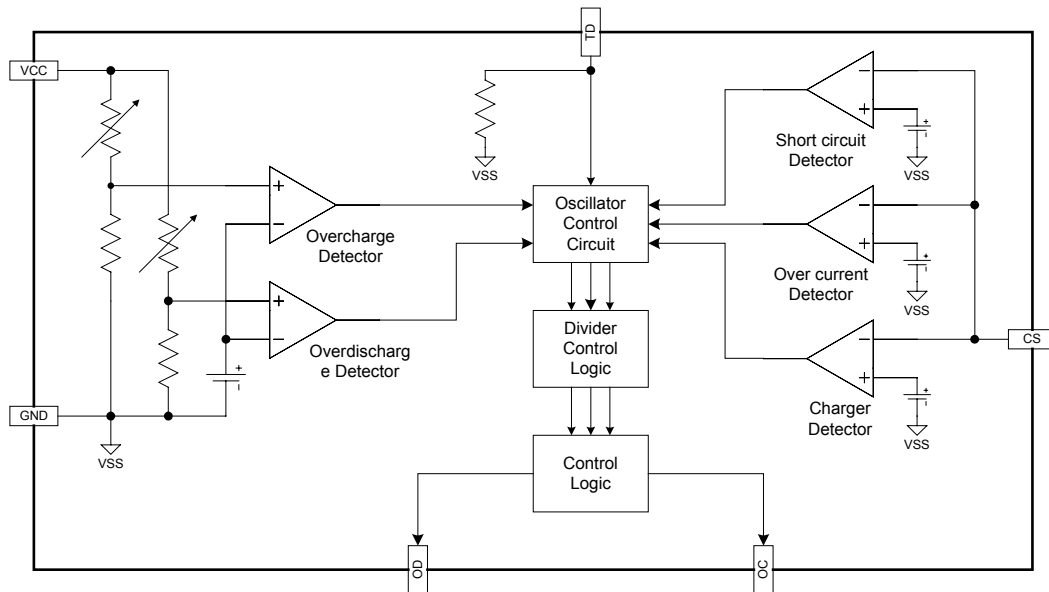 TD
VCC
VSS
Short circuit
Detector
VSS
Oscillator
Control
Circuit
Overcharge
Detector
Over current
Detector
VSS
Divider
Control
Logic
Overdischarg
e Detector
CS
Charger
Detector
VSS
GND
VSS
Control
Logic
OD
OC